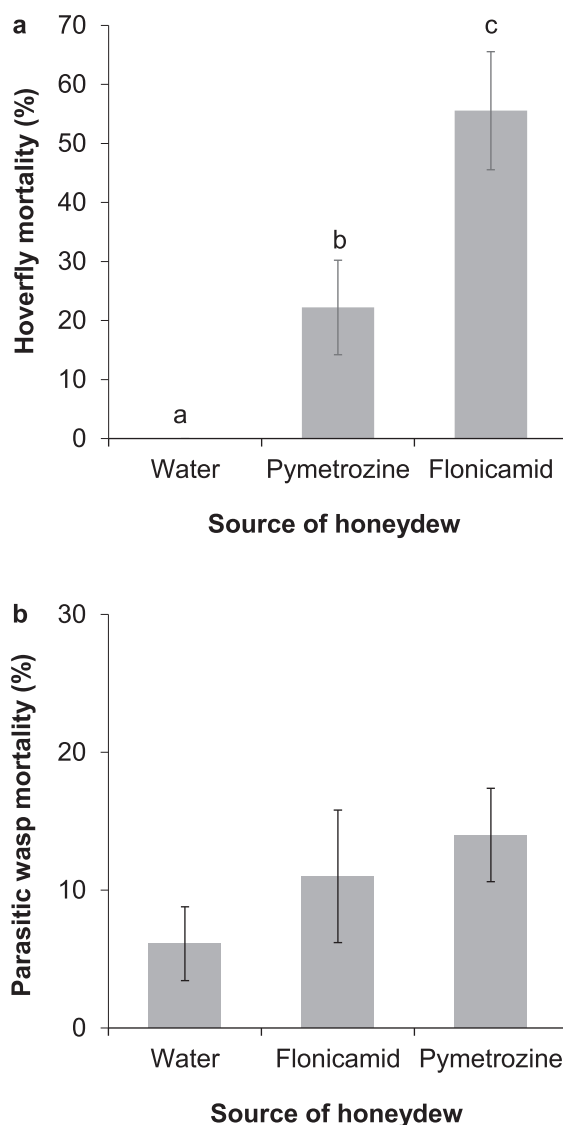 a
Hoverfly mortality (%)
70
60
50
40
30
20
10
0
a
b
c
Water Pymetrozine Flonicamid
Source of honeydew
b
Parasitic wasp mortality (%)
30
20
10
0
Water Flonicamid Pymetrozine
Source of honeydew